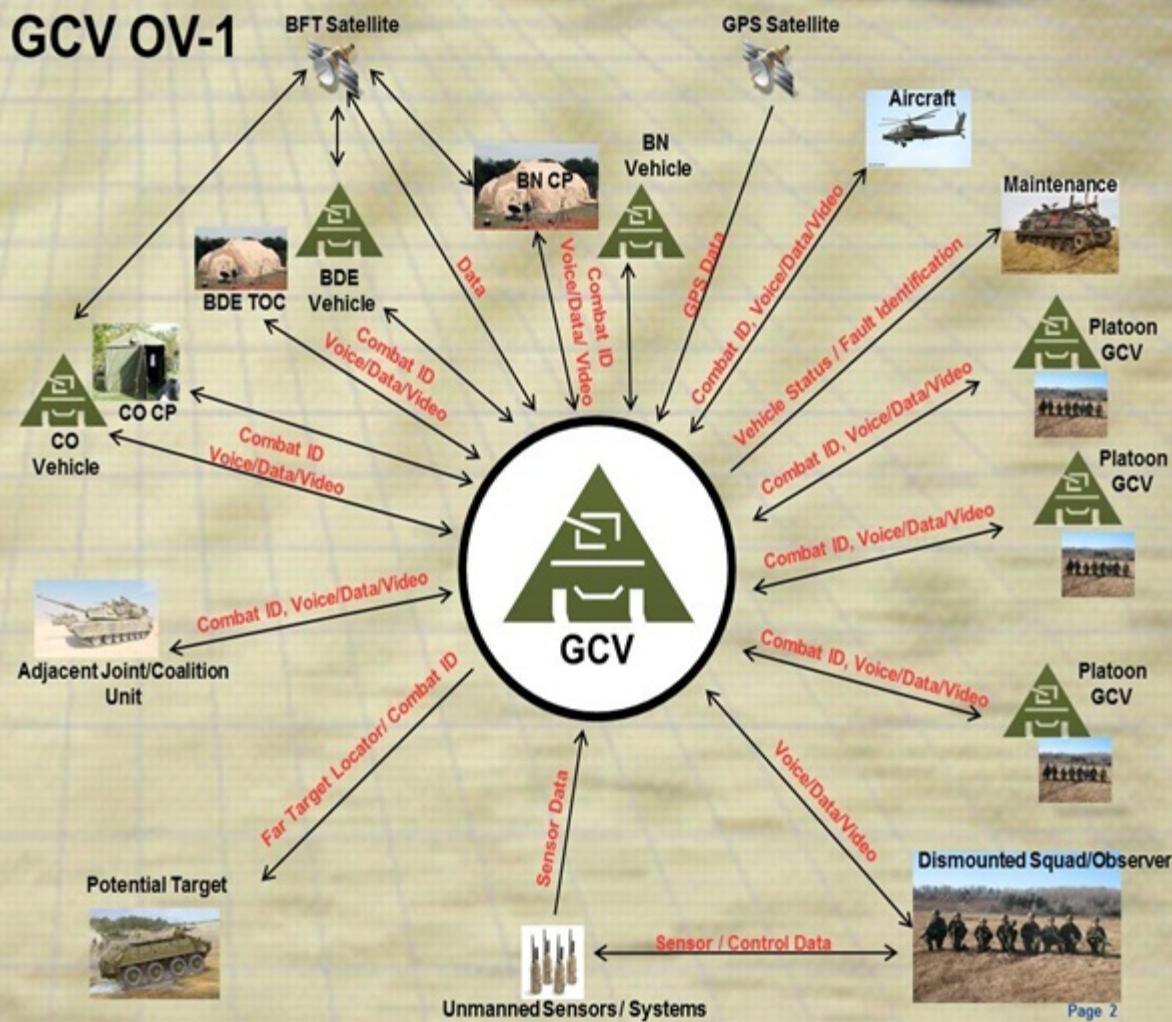 GCV OV-1
BFT Satellite
GPS Satellite
Aircraft
BN
Vehicle
BN CP
Maintenance
BDE TOC
BDE
Vehicle
Data
Combat ID
Voice/Data/Video
Voice/Data/ Video
Combat ID
GPS Data
Combat ID, Voice/Data/Video
Vehicle Status / Fault Identification
Platoon
GCV
Combat ID, Voice/Data/Video
CO CP
CO
Vehicle
Combat ID
Voice/Data/Video
Platoon
GCV
Combat ID, Voice/Data/Video
GCV
Combat ID, Voice/Data/Video
Adjacent Joint/Coalition
Unit
Combat ID, Voice/Data/Video
Platoon
GCV
Far Target Locator/ Combat ID
Sensor Data
Voice/Data/Video
Potential Target
Dismounted Squad/Observer
Sensor / Control Data
Unmanned Sensors / Systems
Page 2